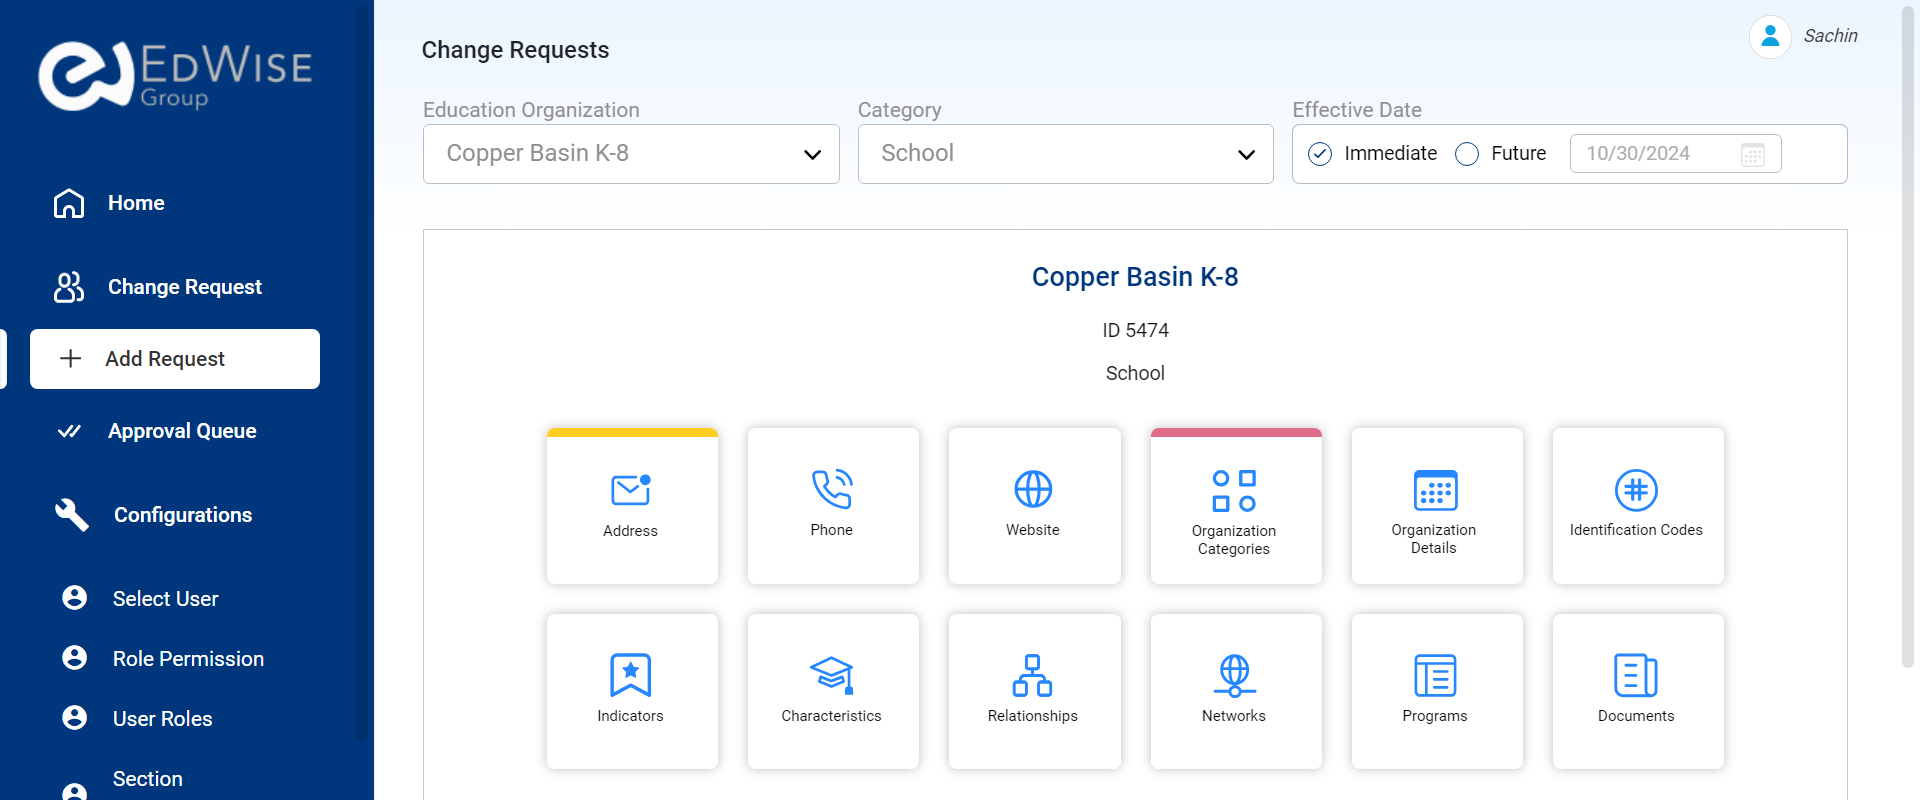 EDWISE
Group
Home
Change Request
Add Request
Approval Queue
Configurations
Select User
Role Permission
User Roles
Section
Change Requests
Sachin
Education Organization
Category
Effective Date
Copper Basin K-8
School
Immediate
Future
10/30/2024
Copper Basin K-8
ID 5474
School
Address
Phone
Website
Organization
Categories
Organization
Details
Identification Codes
Indicators
Characteristics
Relationships
Networks
Programs
Documents